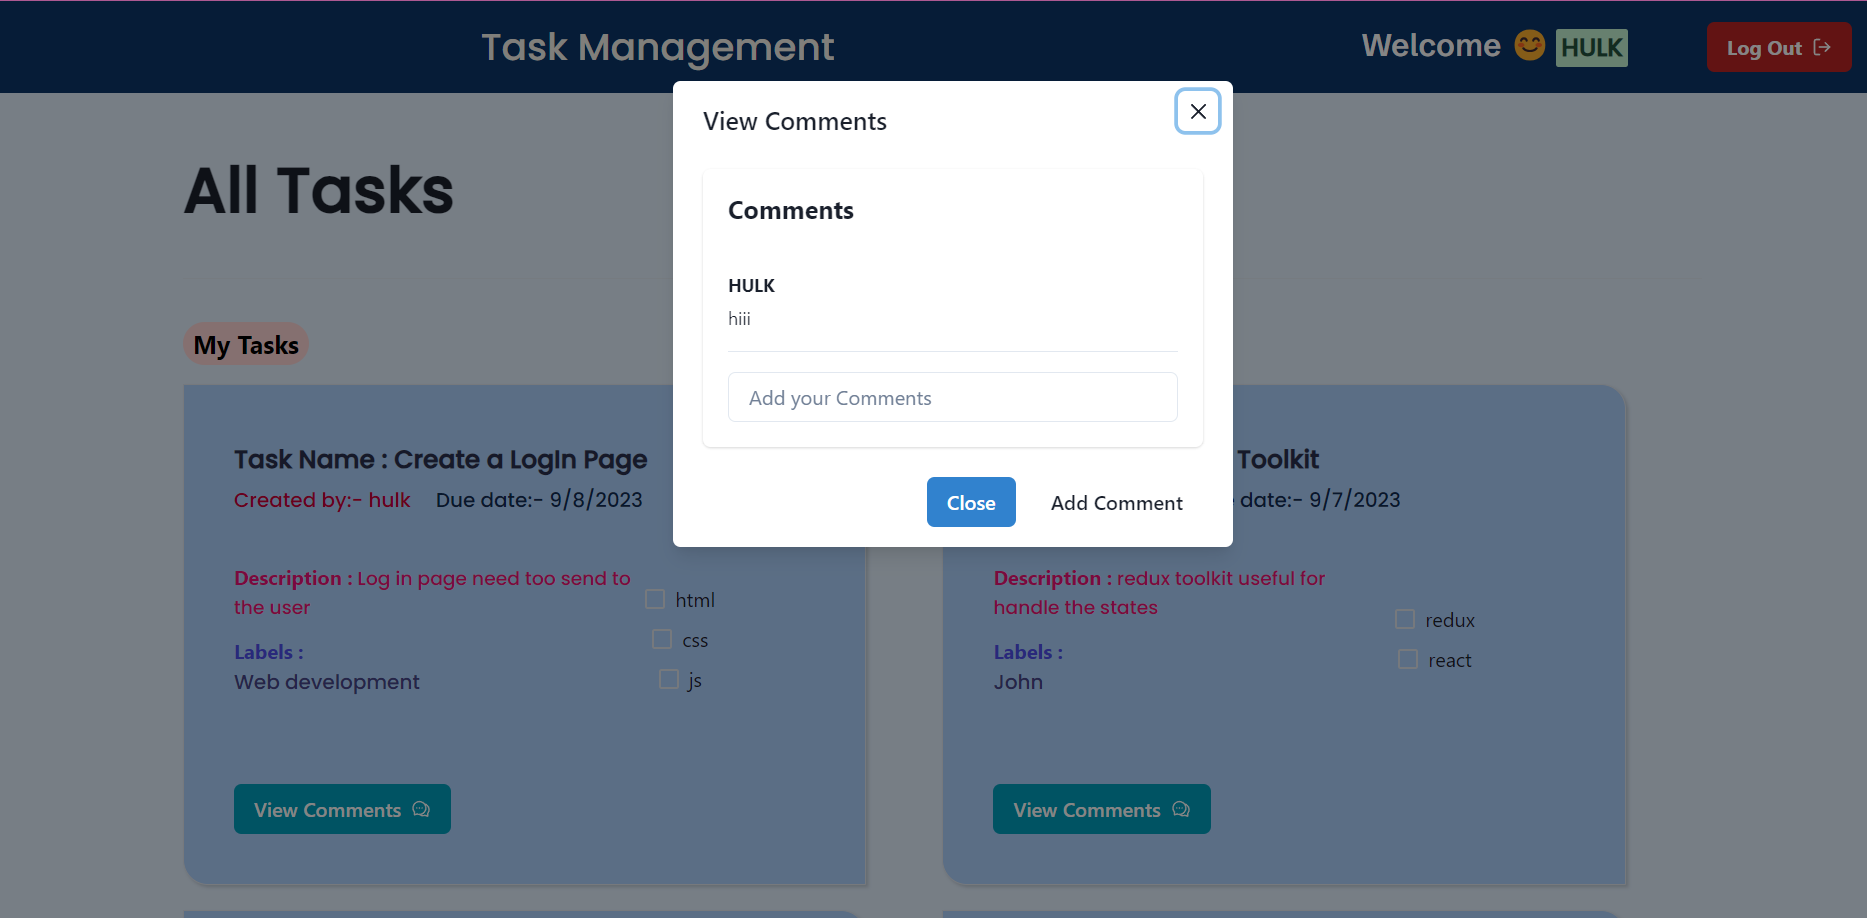 Task Management
Welcome 😊 HULK
Log Out
View Comments
Comments
HULK
hiii
Add your Comments
Close
Add Comment
All Tasks
My Tasks
Task Name : Create a LogIn Page
Created by:- hulk Due date:- 9/8/2023
Description : Log in page need too send to
the user
html
css
js
Labels :
Web development
View Comments
Toolkit
date:- 9/7/2023
Description : redux toolkit useful for
handle the states
redux
react
Labels :
John
View Comments